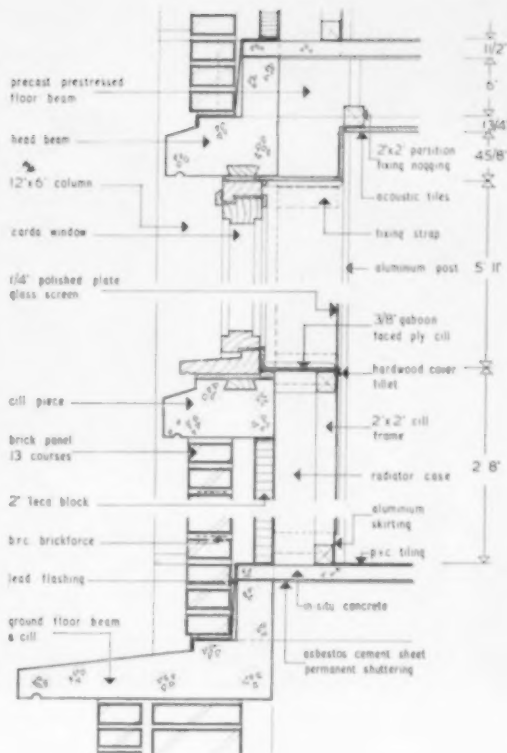 precast prestressed
floor beam
head beam
12"x6" column
carda window
1/4" polished plate
glass screen
cill piece
brick panel
13 courses
2" leca block
b.r.c. brickforce
lead flashing
ground floor beam
& cill
1 1/2"
6"
1 3/4"
4 5/8"
2"x2" partition
fixing nogging
acoustic tiles
fixing strap
aluminum post
5' 11"
3/8" gaboon
faced ply cill
hardwood cover
fillet
2"x2" cill
frame
radiator case
2' 8"
aluminium
skirting
p.v.c. tiling
in situ concrete
asbestos cement sheet
permanent shuttering